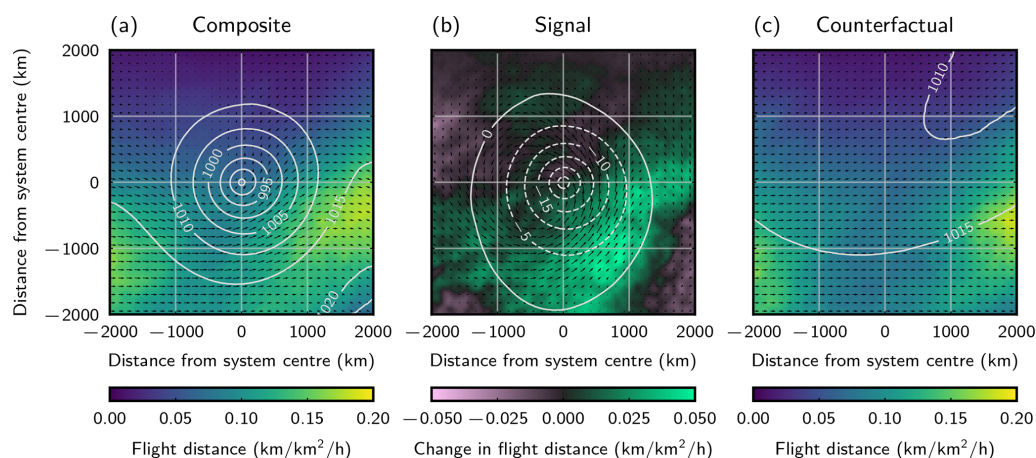 (a) Composite
(b) Signal
(c) Counterfactual
Distance from system centre (km)
2000
1000
0
−1000
−2000
1000
995
1005
1010
1015
1020
0
−10
−15
−5
1010
1015
−2000 −1000 0 1000 2000
−2000 −1000 0 1000 2000
−2000 −1000 0 1000 2000
Distance from system centre (km)
Distance from system centre (km)
Distance from system centre (km)
0.00 0.05 0.10 0.15 0.20
−0.050 −0.025 0.000 0.025 0.050
0.00 0.05 0.10 0.15 0.20
Flight distance (km/km²/h)
Change in flight distance (km/km²/h)
Flight distance (km/km²/h)